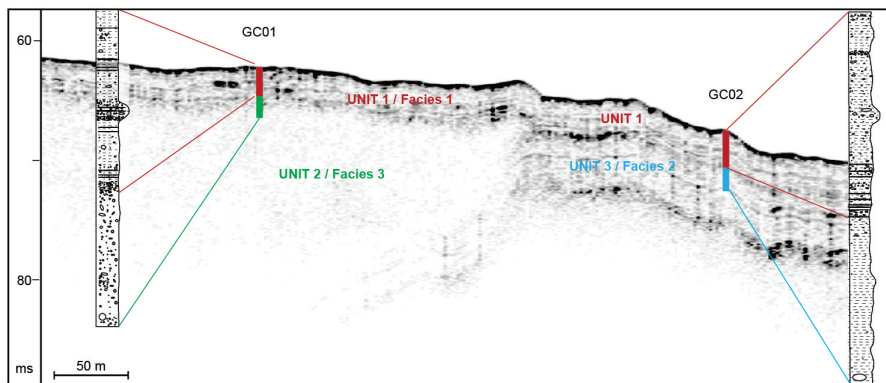 60
GC01
UNIT 1 / Facies 1
GC02
UNIT 1
UNIT 2 / Facies 3
UNIT 3 / Facies 2
80
ms
50 m